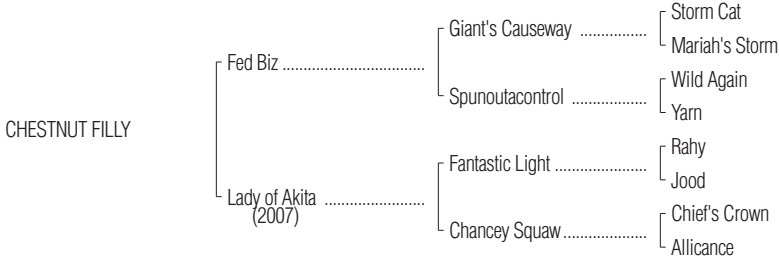 Storm Cat
Giant's Causeway ................
Mariah's Storm
Fed Biz ..................................
Wild Again
Spunoutacontrol ..................
Yarn
CHESTNUT FILLY
Rahy
Fantastic Light ......................
Jood
Lady of Akita ........................
(2007)
Chief's Crown
Chancey Squaw....................
Allicance